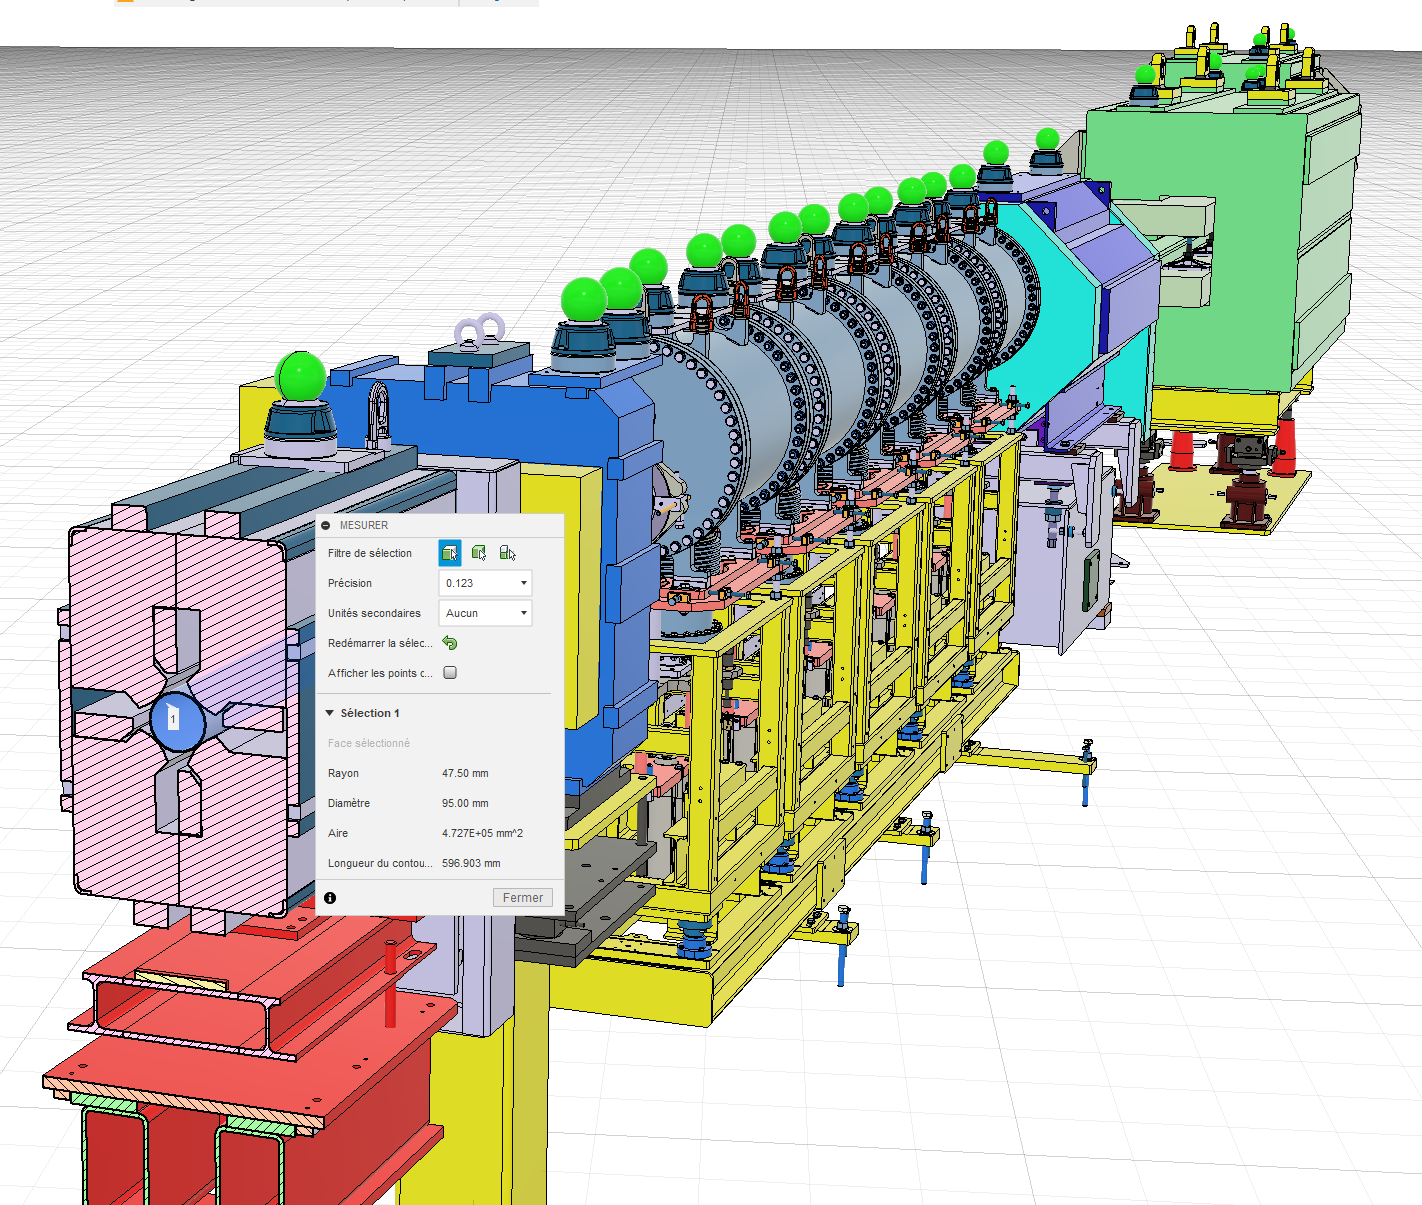 MESURER
Filtre de sélection
Précision 0.123
Unités secondaires Aucun
Redémarrer la sélec...
Afficher les points c...
Sélection 1
Face sélectionné
Rayon 47.50 mm
Diamètre 95.00 mm
Aire 4.727E+05 mm^2
Longueur du contou... 596.903 mm
Fermer
1